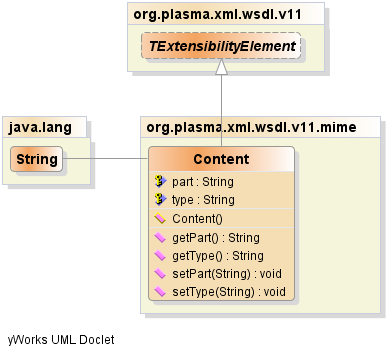 org.plasma.xml.wsdl.v11
TExtensibilityElement
java.lang
String
org.plasma.xml.wsdl.v11.mime
Content
part : String
type : String
Content()
getPart() : String
getType() : String
setPart(String) : void
setType(String) : void
yWorks UML Doclet